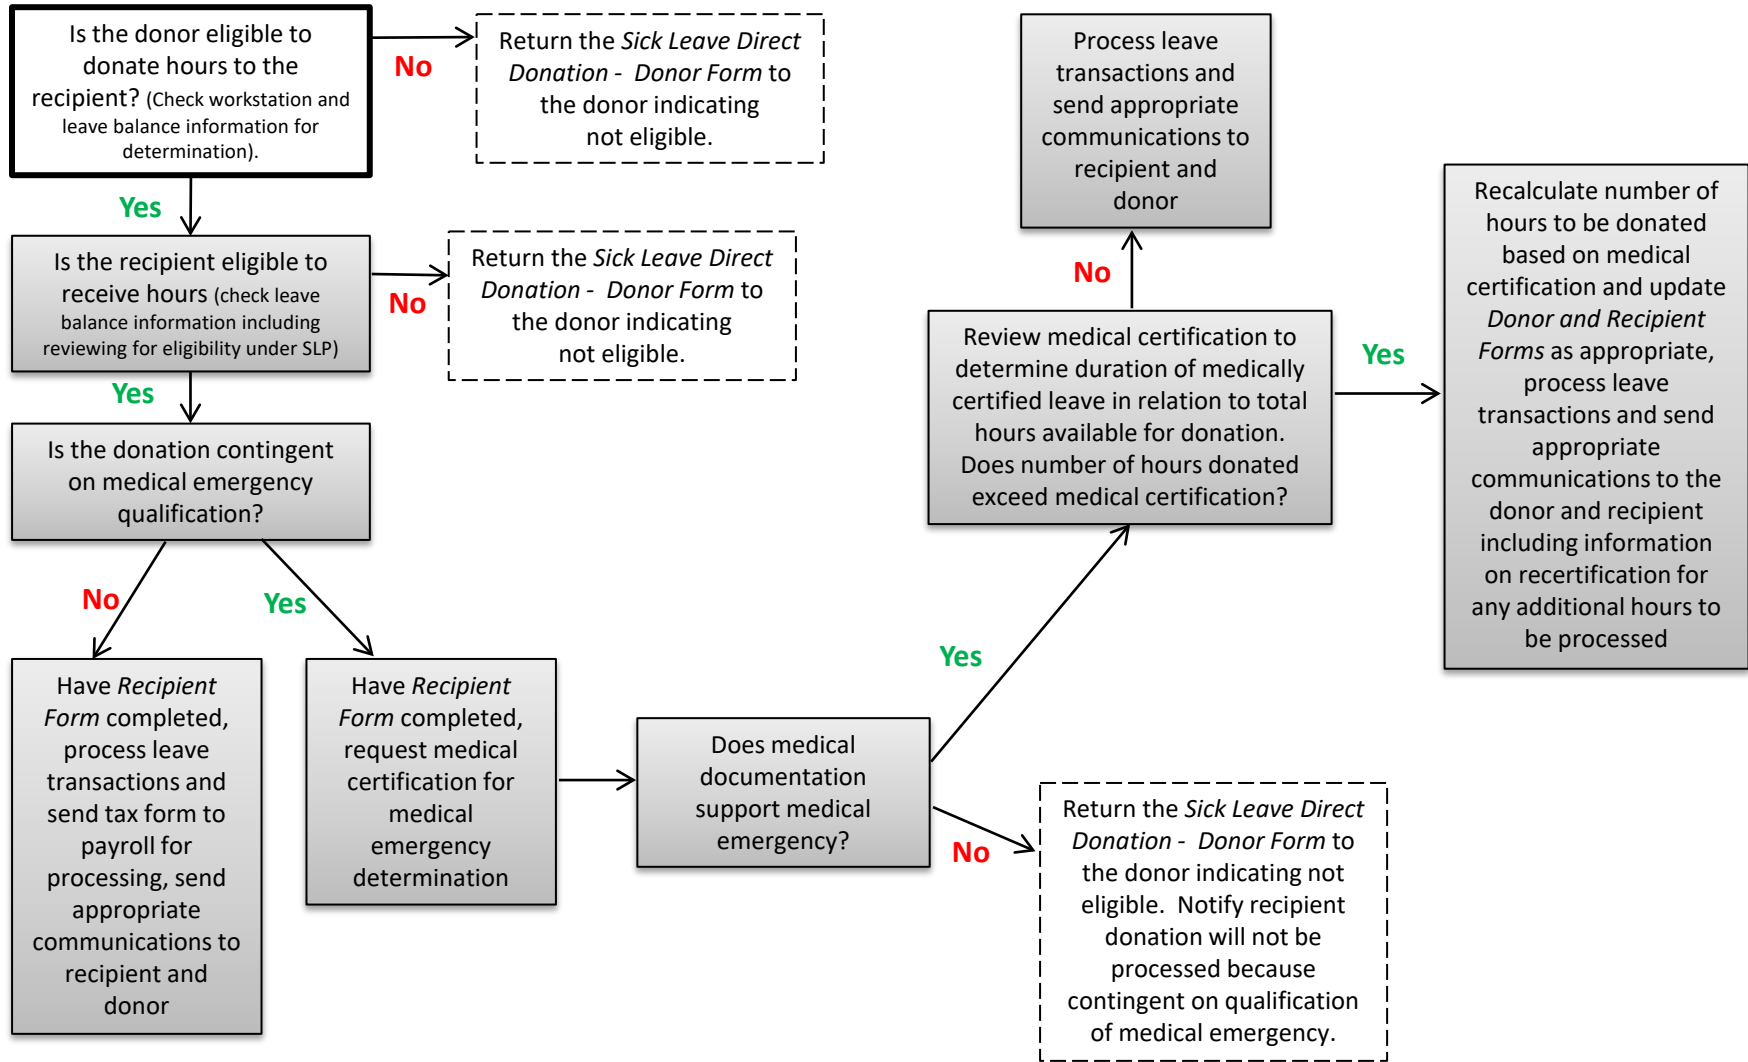 Is the donor eligible to
donate hours to the
recipient? (Check workstation and
leave balance information for
determination).
No
Return the Sick Leave Direct
Donation - Donor Form to
the donor indicating
not eligible.
Yes
Is the recipient eligible to
receive hours (check leave
balance information including
reviewing for eligibility under SLP)
No
Return the Sick Leave Direct
Donation - Donor Form to
the donor indicating
not eligible.
Yes
Is the donation contingent
on medical emergency
qualification?
No
Yes
Have Recipient
Form completed,
process leave
transactions and
send tax form to
payroll for
processing, send
appropriate
communications to
recipient and
donor
Have Recipient
Form completed,
request medical
certification for
medical
emergency
determination
Does medical
documentation
support medical
emergency?
Yes
No
Return the Sick Leave Direct
Donation - Donor Form to
the donor indicating not
eligible. Notify recipient
donation will not be
processed because
contingent on qualification
of medical emergency.
Review medical certification to
determine duration of medically
certified leave in relation to total
hours available for donation.
Does number of hours donated
exceed medical certification?
No
Process leave
transactions and
send appropriate
communications to
recipient and
donor
Yes
Recalculate number of
hours to be donated
based on medical
certification and update
Donor and Recipient
Forms as appropriate,
process leave
transactions and send
appropriate
communications to the
donor and recipient
including information
on recertification for
any additional hours to
be processed